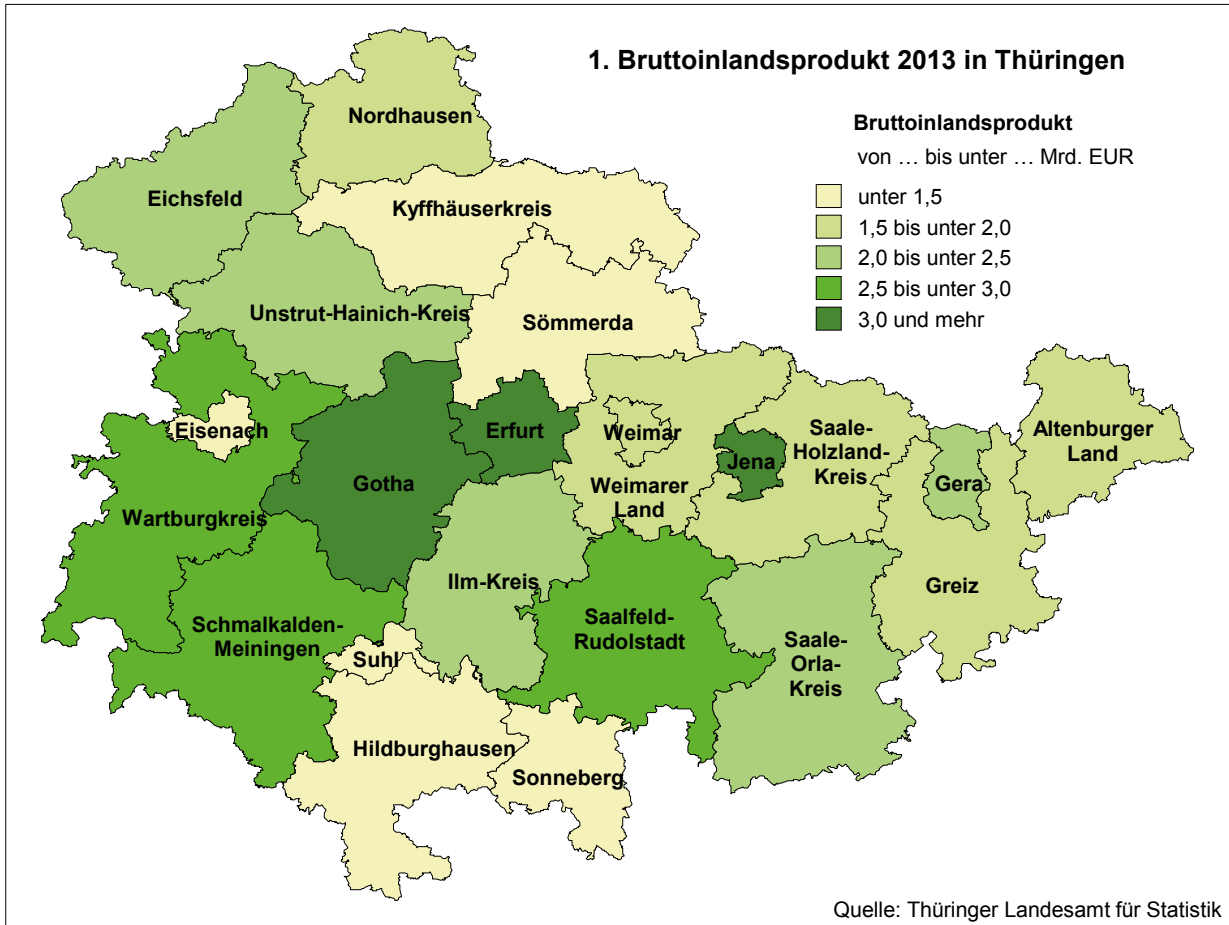 1. Bruttoinlandsprodukt 2013 in Thüringen
Bruttoinlandsprodukt
von … bis unter … Mrd. EUR
unter 1,5
1,5 bis unter 2,0
2,0 bis unter 2,5
2,5 bis unter 3,0
3,0 und mehr
Nordhausen
Eichsfeld
Kyffhäuserkreis
Unstrut-Hainich-Kreis
Sömmerda
Eisenach
Erfurt
Weimar
Jena
Saale-
Holzland-
Kreis
Altenburger
Land
Gotha
Weimarer
Land
Gera
Wartburgkreis
Ilm-Kreis
Greiz
Schmalkalden-
Meiningen
Saalfeld-
Rudolstadt
Saale-
Orla-
Kreis
Suhl
Hildburghausen
Sonneberg
Quelle: Thüringer Landesamt für Statistik